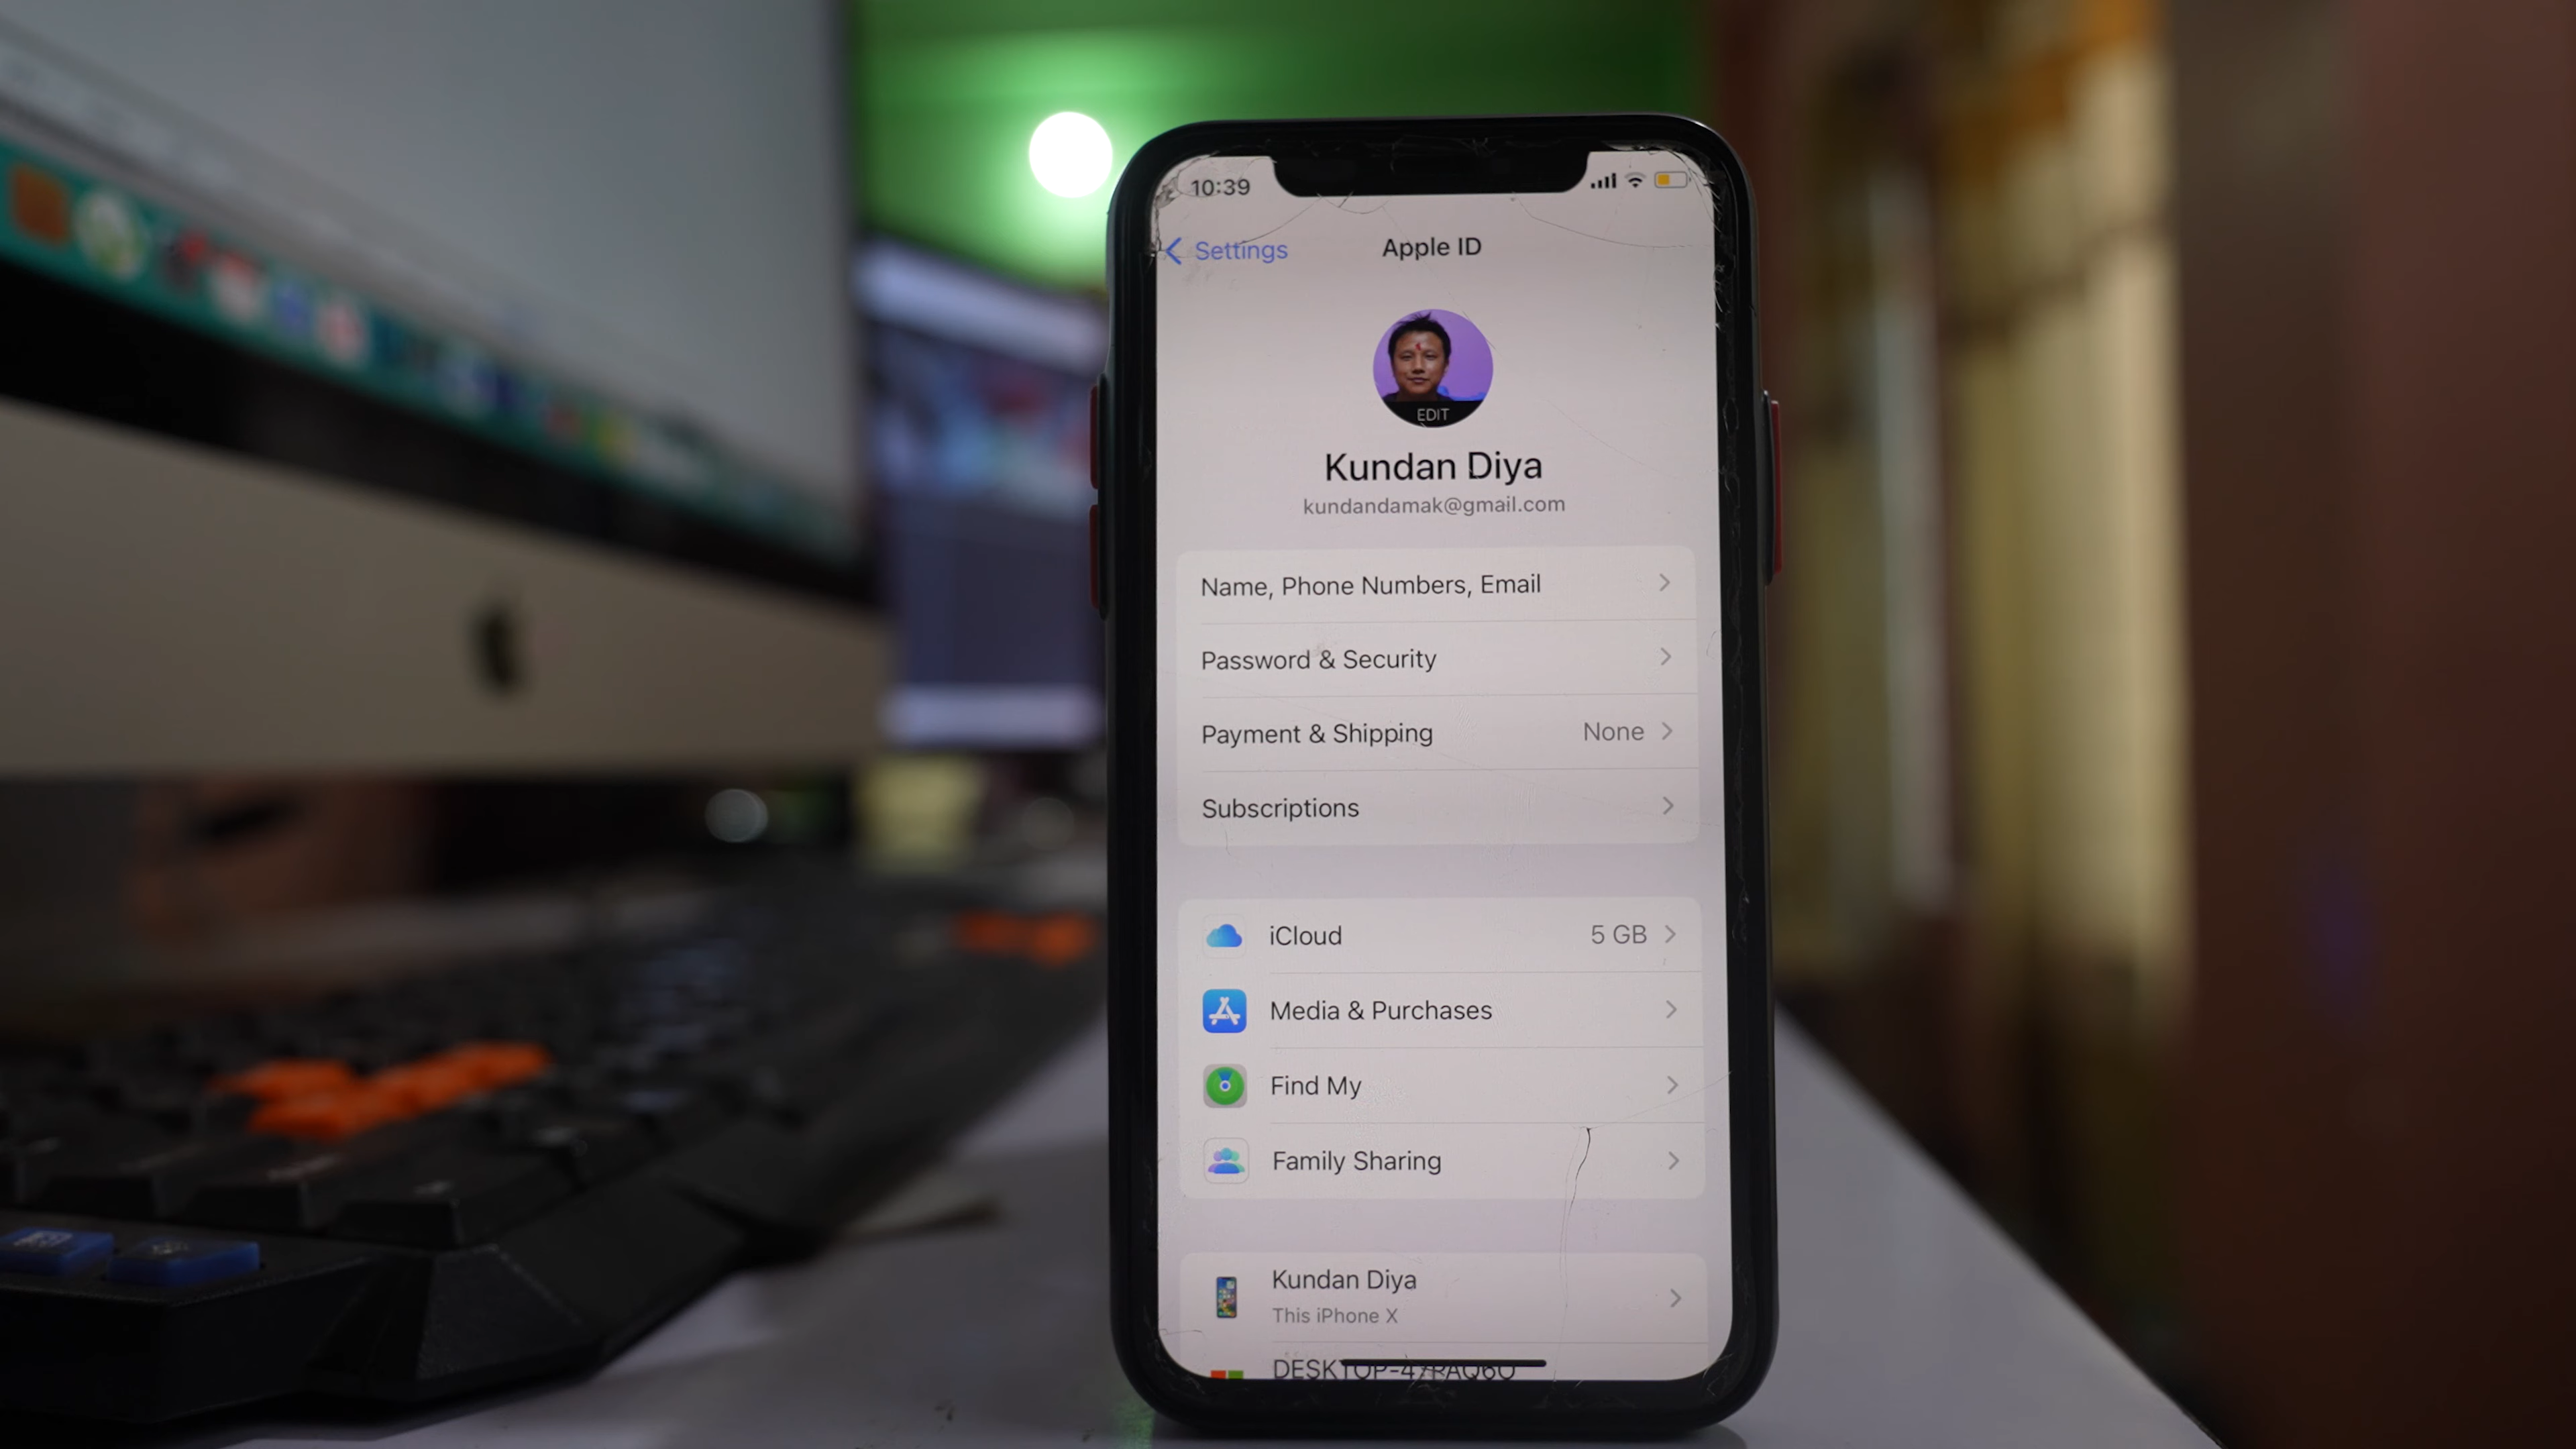 10:39
Settings
Apple ID
EDIT
Kundan Diya
kundandamak@gmail.com
Name, Phone Numbers, Email
Password & Security
Payment & Shipping None
Subscriptions
iCloud 5 GB
Media & Purchases
Find My
Family Sharing
Kundan Diya
This iPhone X